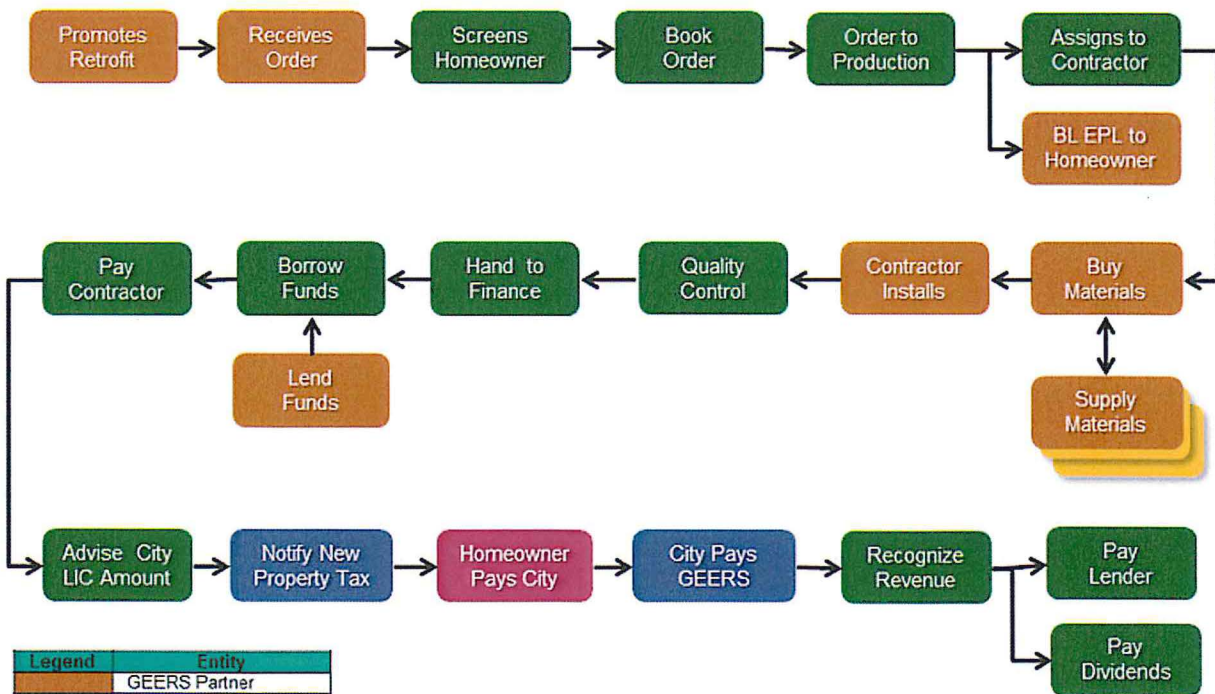 Promotes
Retrofit
Receives
Order
Screens
Homeowner
Book
Order
Order to
Production
Assigns to
Contractor
BL EPL to
Homeowner
Pay
Contractor
Borrow
Funds
Hand to
Finance
Quality
Control
Contractor
Installs
Buy
Materials
Lend
Funds
Supply
Materials
Advise City
LIC Amount
Notify New
Property Tax
Homeowner
Pays City
City Pays
GEERS
Recognize
Revenue
Pay
Lender
Pay
Dividends
Legend Entity
GEERS Partner